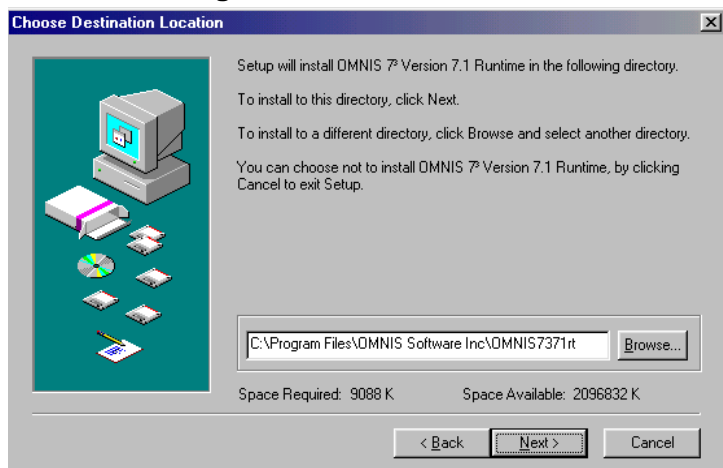 Choose Destination Location
Setup will install OMNIS 7³ Version 7.1 Runtime in the following directory.
To install to this directory, click Next.
To install to a different directory, click Browse and select another directory.
You can choose not to install OMNIS 7³ Version 7.1 Runtime, by clicking
Cancel to exit Setup.
C:\Program Files\OMNIS Software Inc\OMNIS7371rt
Browse...
Space Required: 9088 K Space Available: 2096832 K
< Back Next > Cancel